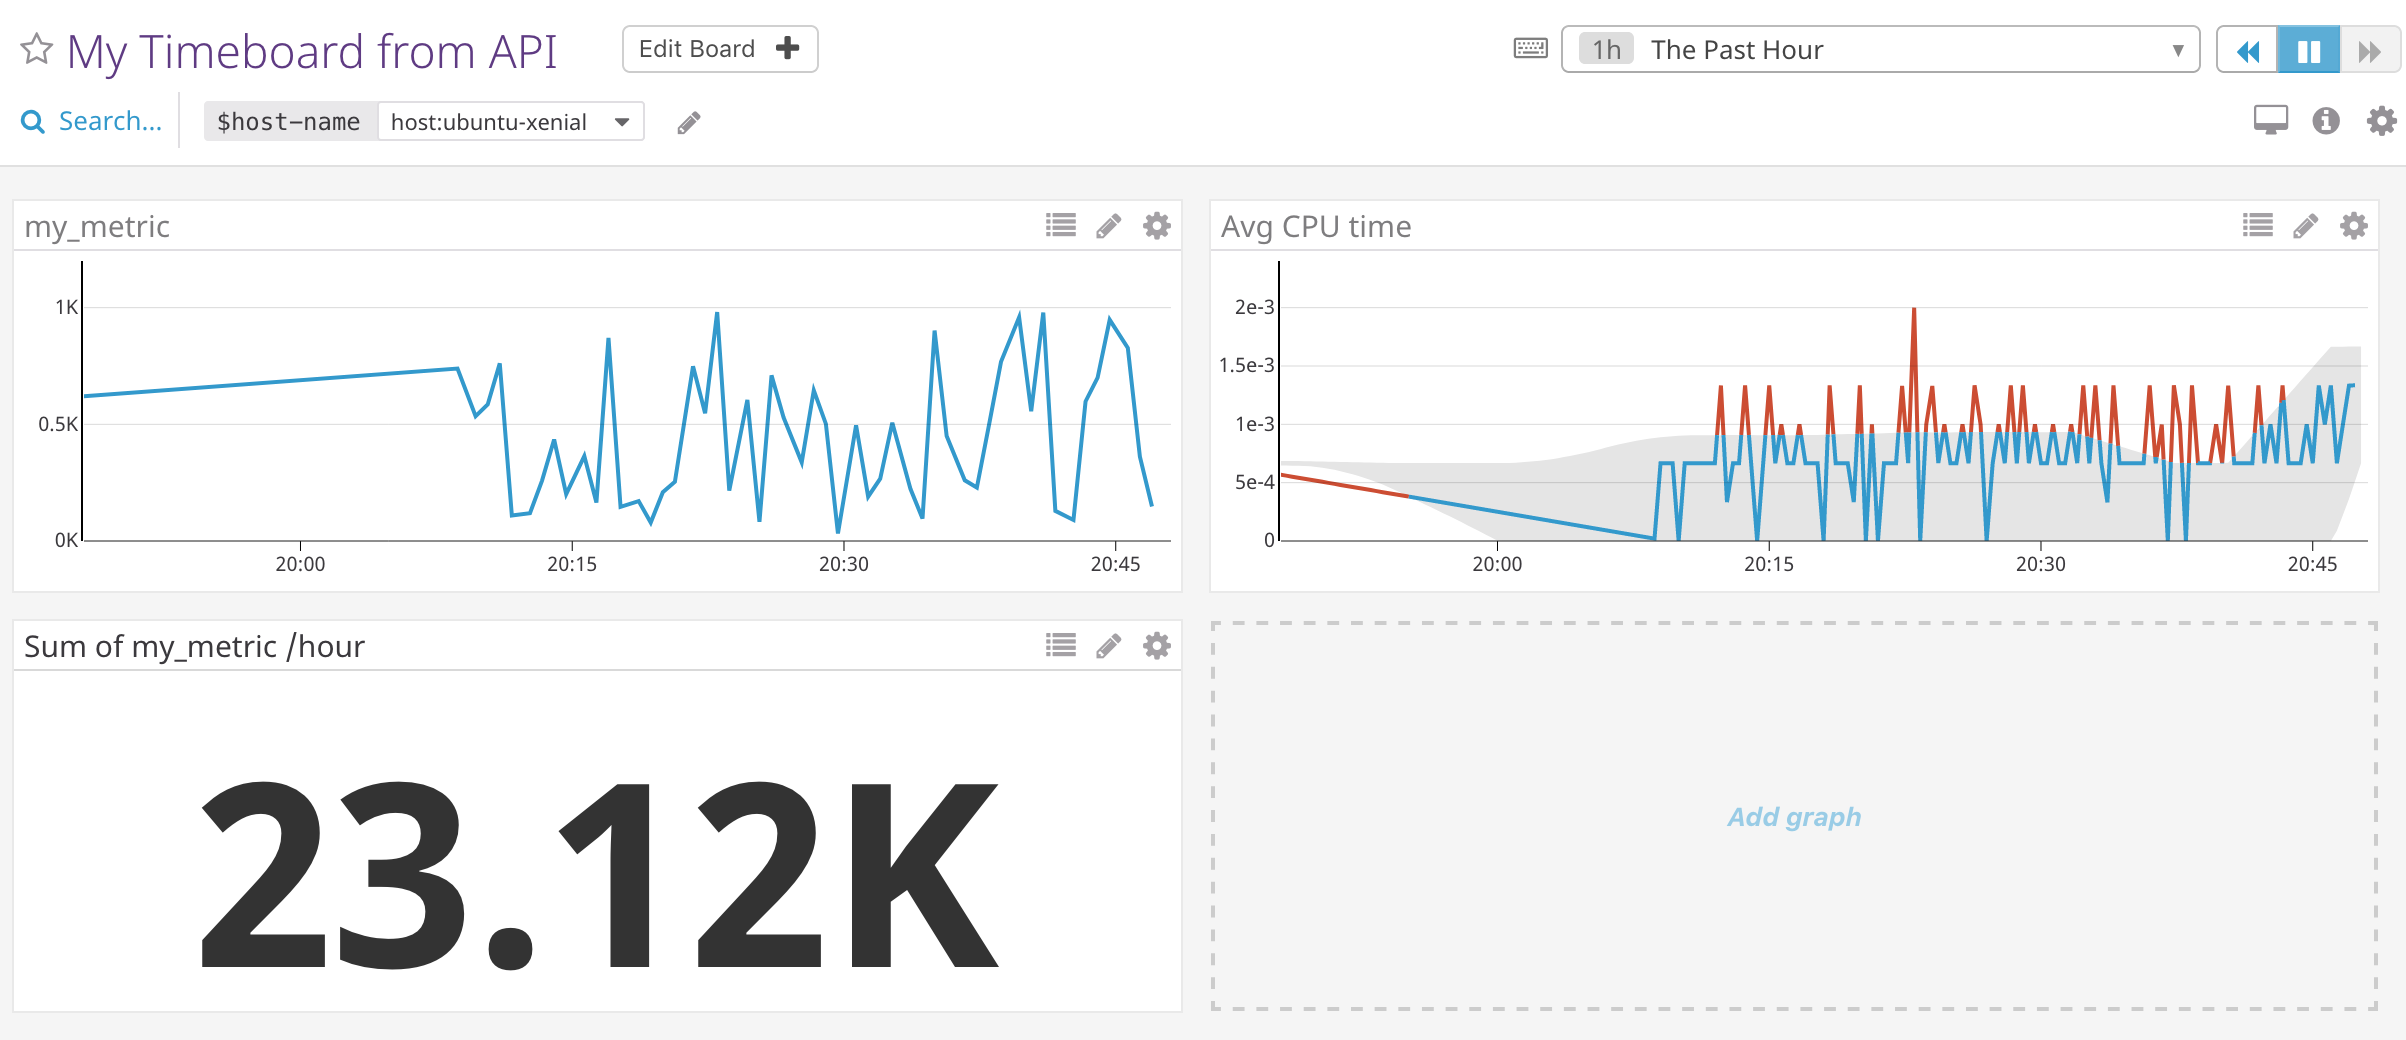 My Timeboard from API
Edit Board
1h The Past Hour
Search...
$host-name host:ubuntu-xenial
my_metric
1K
0.5K
0K
20:00 20:15 20:30 20:45
Avg CPU time
2e-3
1.5e-3
1e-3
5e-4
0
20:00 20:15 20:30 20:45
Sum of my_metric /hour
23.12K
Add graph